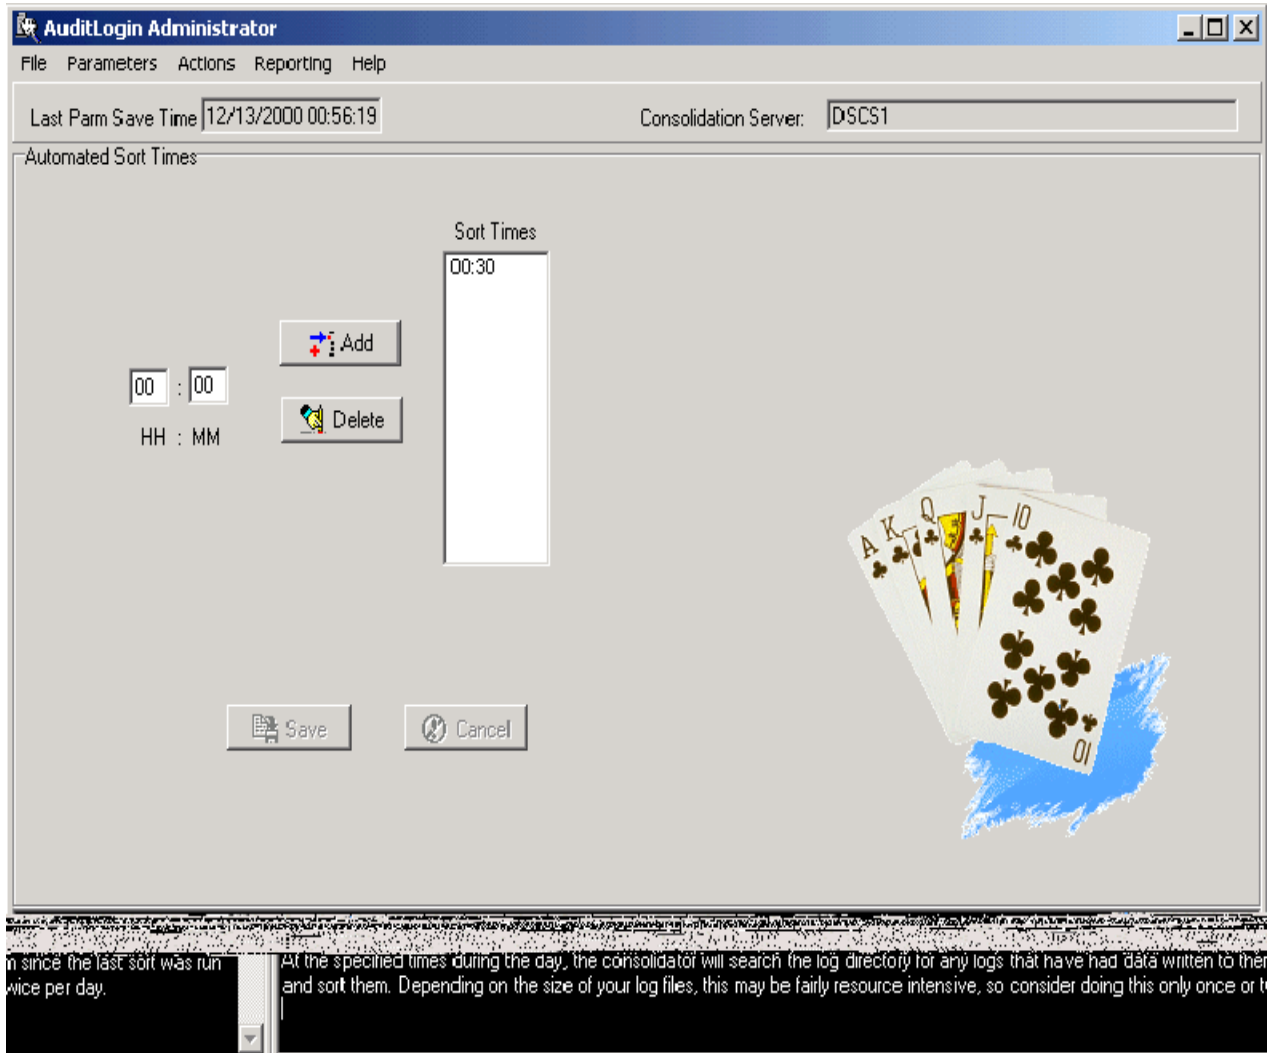 AuditLogin Administrator
File Parameters Actions Reporting Help
Last Parm Save Time 12/13/2000 00:56:19 Consolidation Server: DSCS1
Automated Sort Times
Sort Times
00:30
Add
00 : 00
Delete
HH : MM
A K Q J 10
10
Save Cancel
since the last sort was run
At the specified times during the day, the consolidator will search the log directory for any logs that have had data written to
wice per day.
and sort them. Depending on the size of your log files, this may be fairly resource intensive, so consider doing this only once or